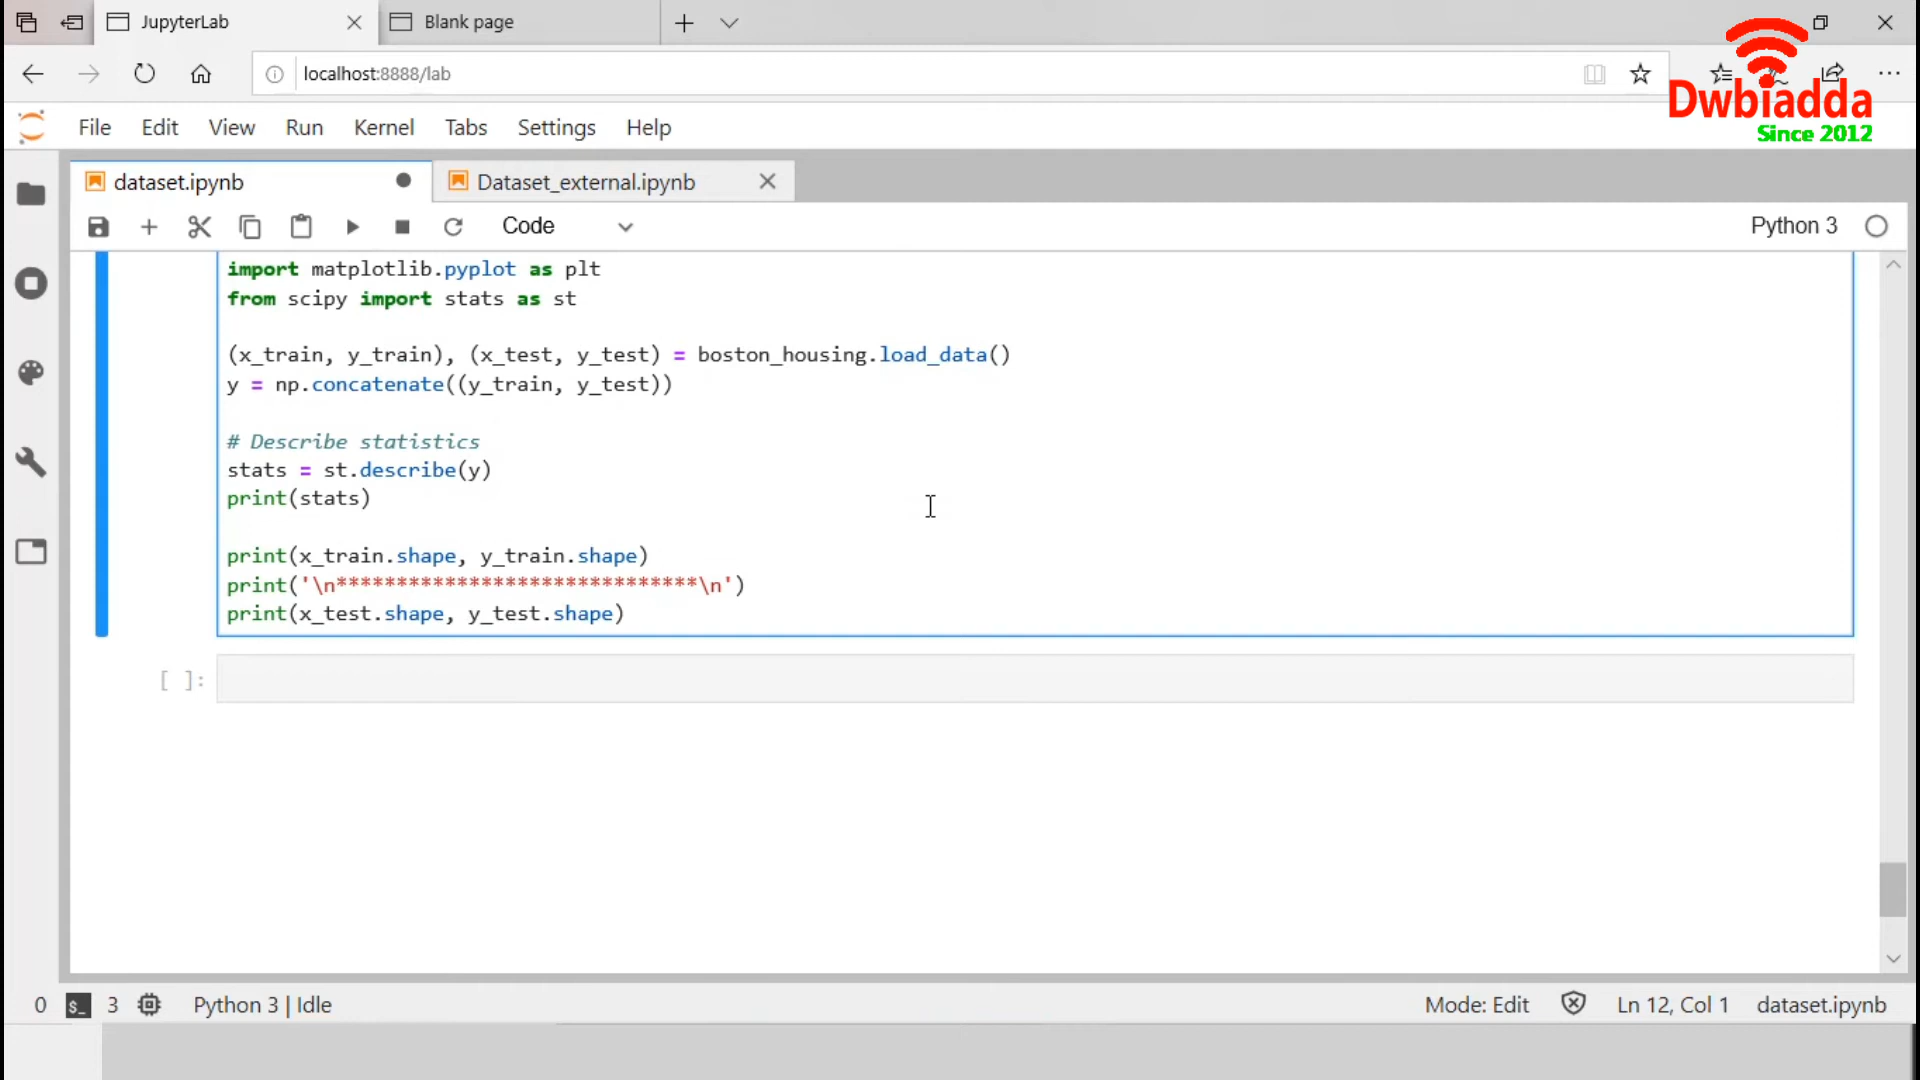 JupyterLab
Blank page
localhost:8888/lab
Dwbiadda
Since 2012
File Edit View Run Kernel Tabs Settings Help
dataset.ipynb
Dataset_external.ipynb
Code
Python 3
import matplotlib.pyplot as plt
from scipy import stats as st
(x_train, y_train), (x_test, y_test) = boston_housing.load_data()
y = np.concatenate((y_train, y_test))
# Describe statistics
stats = st.describe(y)
print(stats)
print(x_train.shape, y_train.shape)
print('\n******************************\n')
print(x_test.shape, y_test.shape)
[ ]:
0 $_ 3 Python 3 | Idle
Mode: Edit Ln 12, Col 1 dataset.ipynb